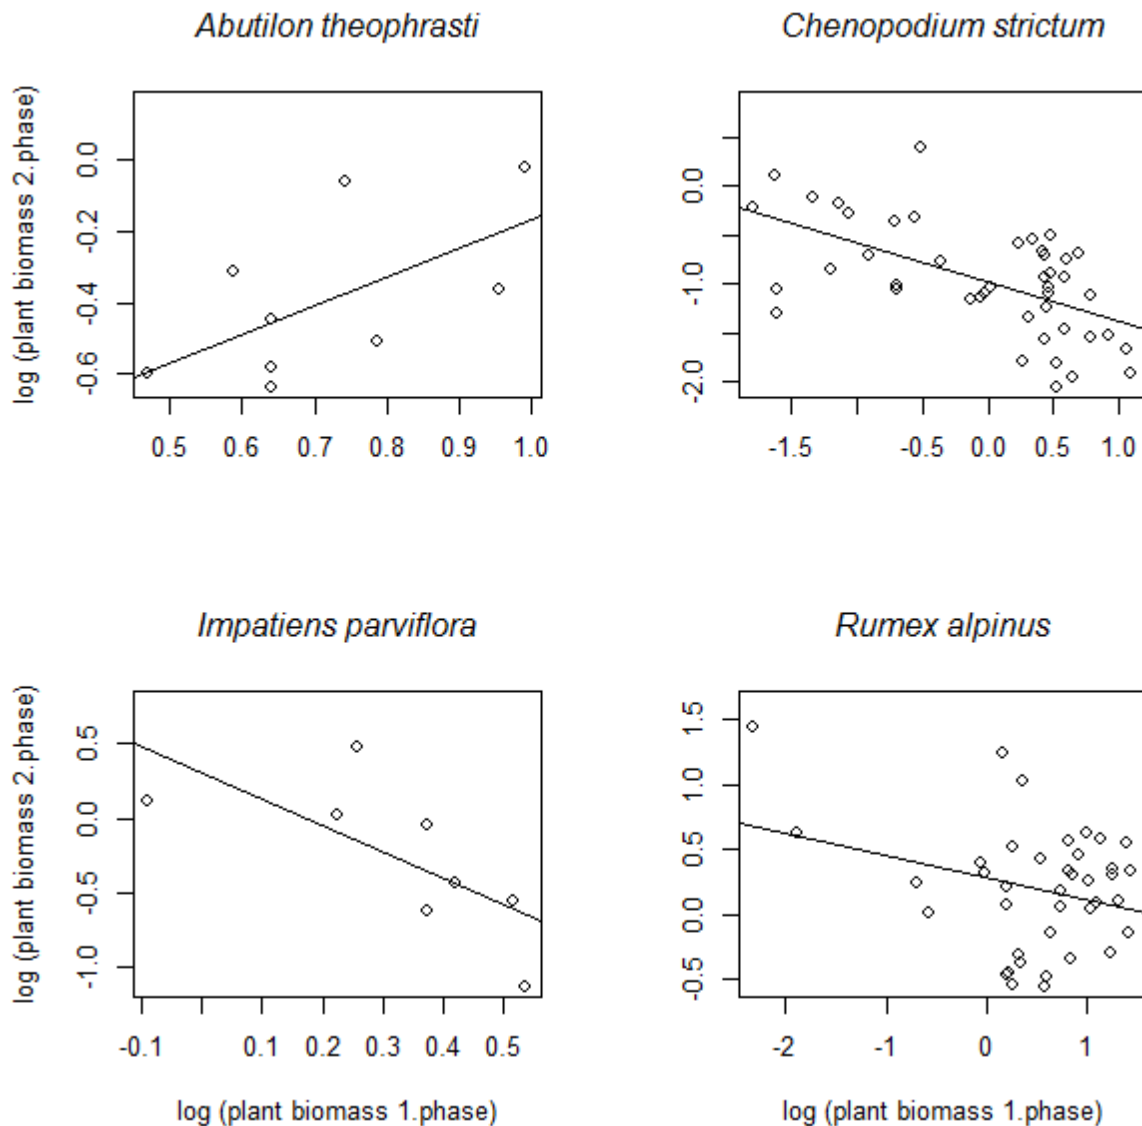 Abutilon theophrasti
Chenopodium strictum
log (plant biomass 2.phase)
0.0
-0.2
-0.4
-0.6
0.5 0.6 0.7 0.8 0.9 1.0
0.0
-1.0
-2.0
-1.5 -0.5 0.0 0.5 1.0
Impatiens parviflora
Rumex alpinus
log (plant biomass 2.phase)
0.5
0.0
-0.5
-1.0
-0.1 0.1 0.2 0.3 0.4 0.5
log (plant biomass 1.phase)
1.5
1.0
0.5
0.0
-0.5
-2 -1 0 1
log (plant biomass 1.phase)